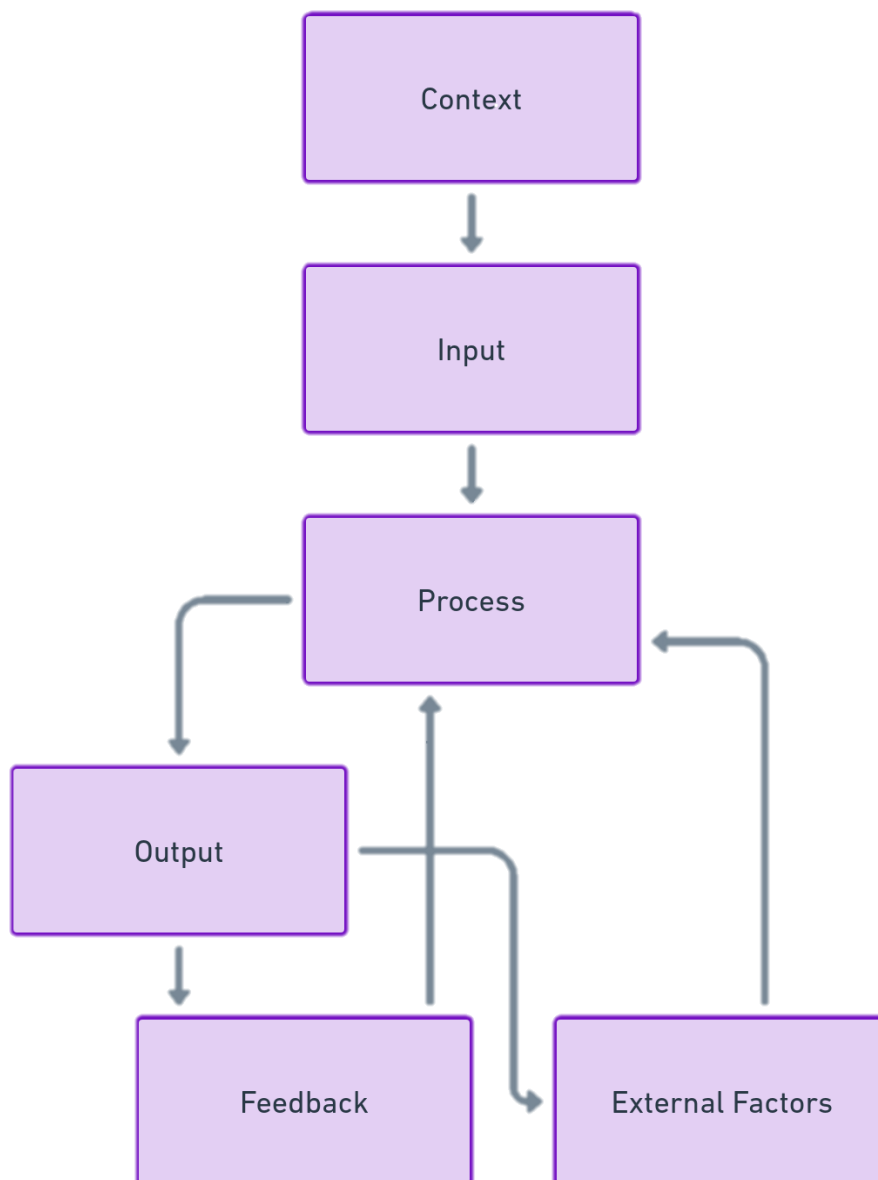 Context
Input
Process
Output
Feedback
External Factors